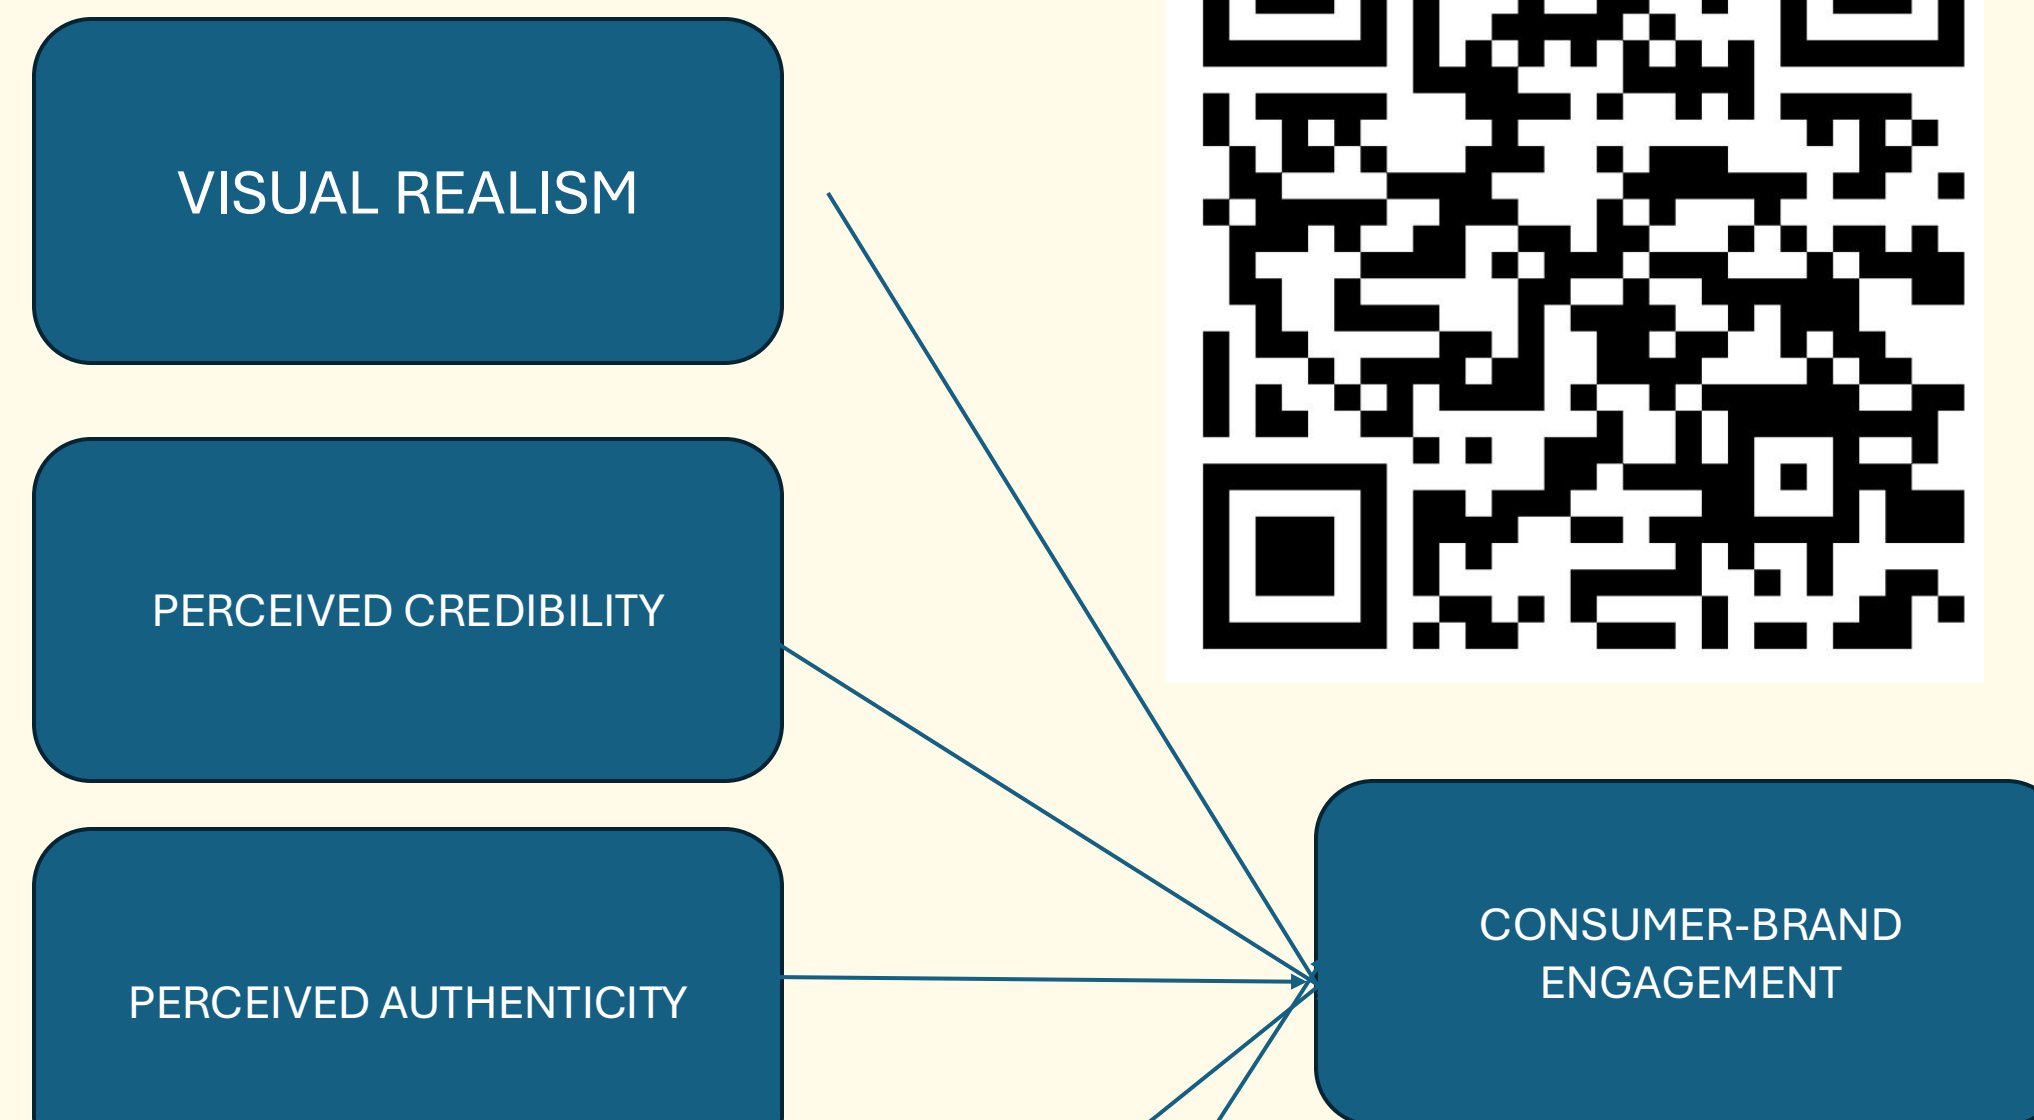 VISUAL REALISM
PERCEIVED CREDIBILITY
PERCEIVED AUTHENTICITY
CONSUMER-BRAND
ENGAGEMENT